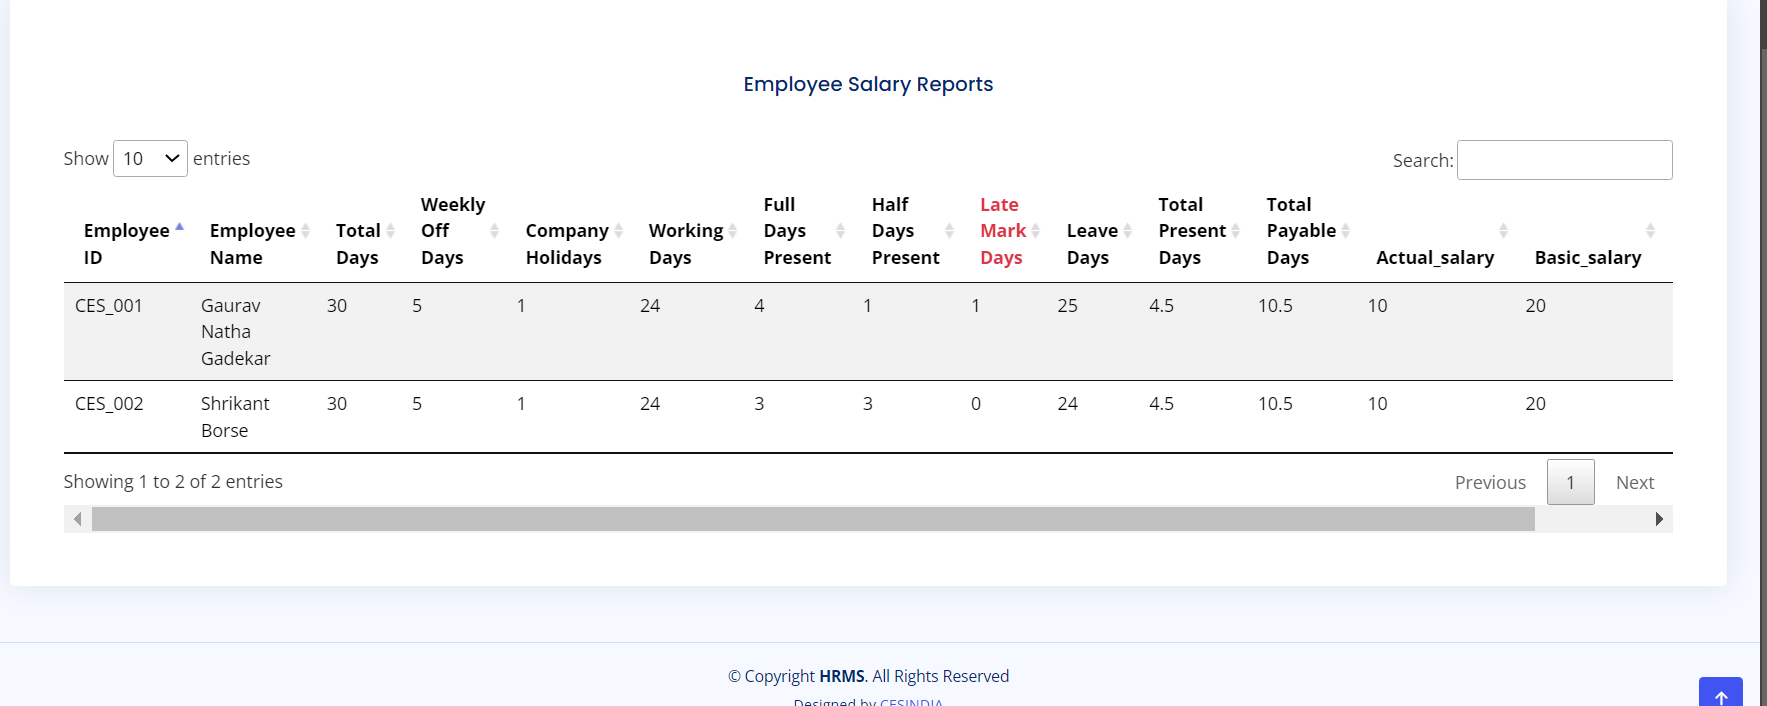 Employee Salary Reports
Show 10 entries
Search:
Employee ID Employee Name Total Days Weekly Off Days Company Holidays Working Days Full Days Present Half Days Present Late Mark Days Leave Days Total Present Days Total Payable Days Actual_salary Basic_salary
CES_001 Gaurav Natha Gadekar 30 5 1 24 4 1 1 25 4.5 10.5 10 20
CES_002 Shrikant Borse 30 5 1 24 3 3 0 24 4.5 10.5 10 20
Showing 1 to 2 of 2 entries
Previous 1 Next
© Copyright HRMS. All Rights Reserved
Designed by CESINDIA